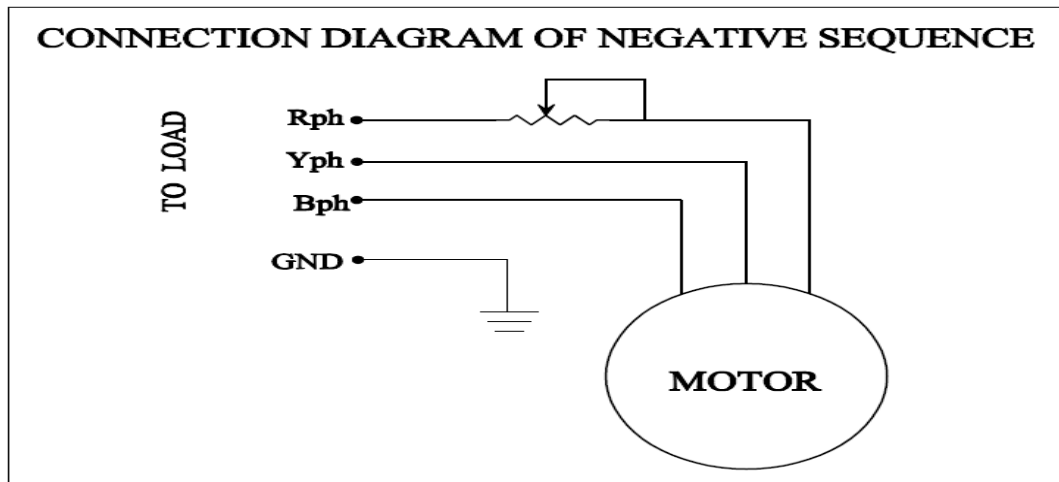 CONNECTION DIAGRAM OF NEGATIVE SEQUENCE
TO LOAD
Rph
Yph
Bph
GND
MOTOR